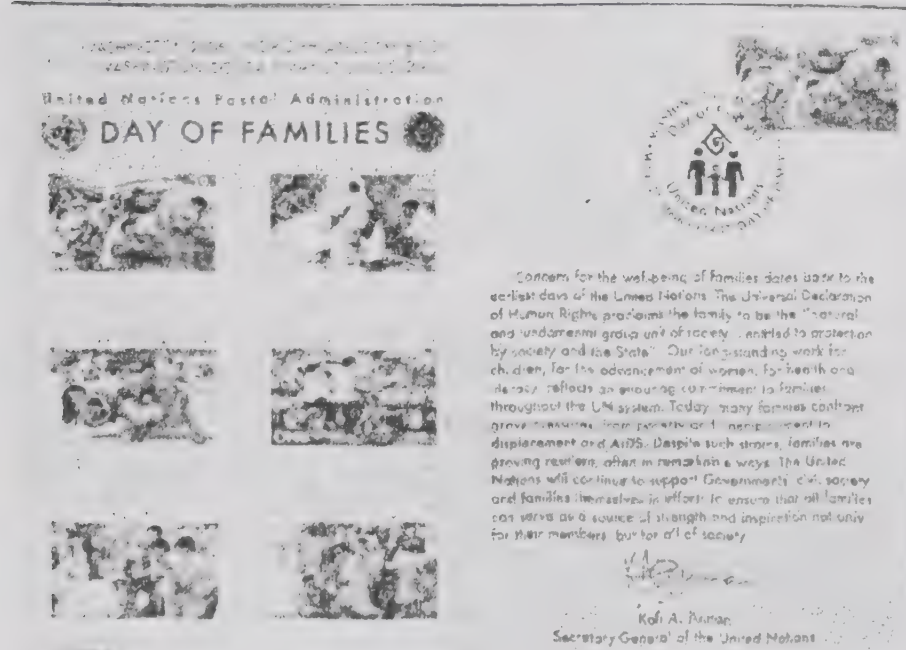 United Nations Postal Administration
DAY OF FAMILIES
Day of
United Nations
Concern for the well-being of families dates back to the
earliest days of the United Nations. The Universal Declaration
of Human Rights proclaims the family to be the "natural
and fundamental group unit of society entitled to protection
by society and the State". Our longstanding work for
children, for the advancement of women, for health and
literacy, reflects an enduring commitment to families
throughout the UN system. Today, many families confront
grave pressures, from poverty and to
displacement and AIDS. Despite such strains, families are
proving resilient, often in remarkable ways. The United
Nations will continue to support Governments, civil society
and families themselves in efforts to ensure that all families
can serve as a source of strength and inspiration not only
for their members, but for all of society.
Kofi A. Annan
Secretary General of the United Nations